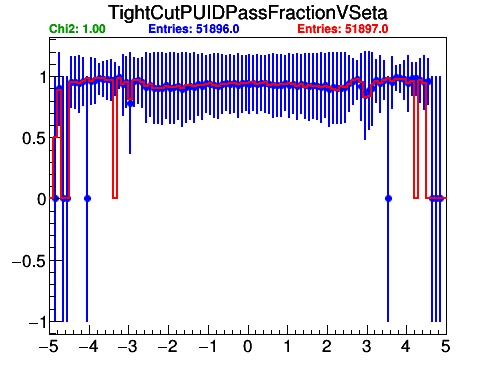 TightCutPUIDPassFractionVSeta
Chi2: 1.00 Entries: 51896.0 Entries: 51897.0
1
0.5
0
−0.5
−1
−5 −4 −3 −2 −1 0 1 2 3 4 5